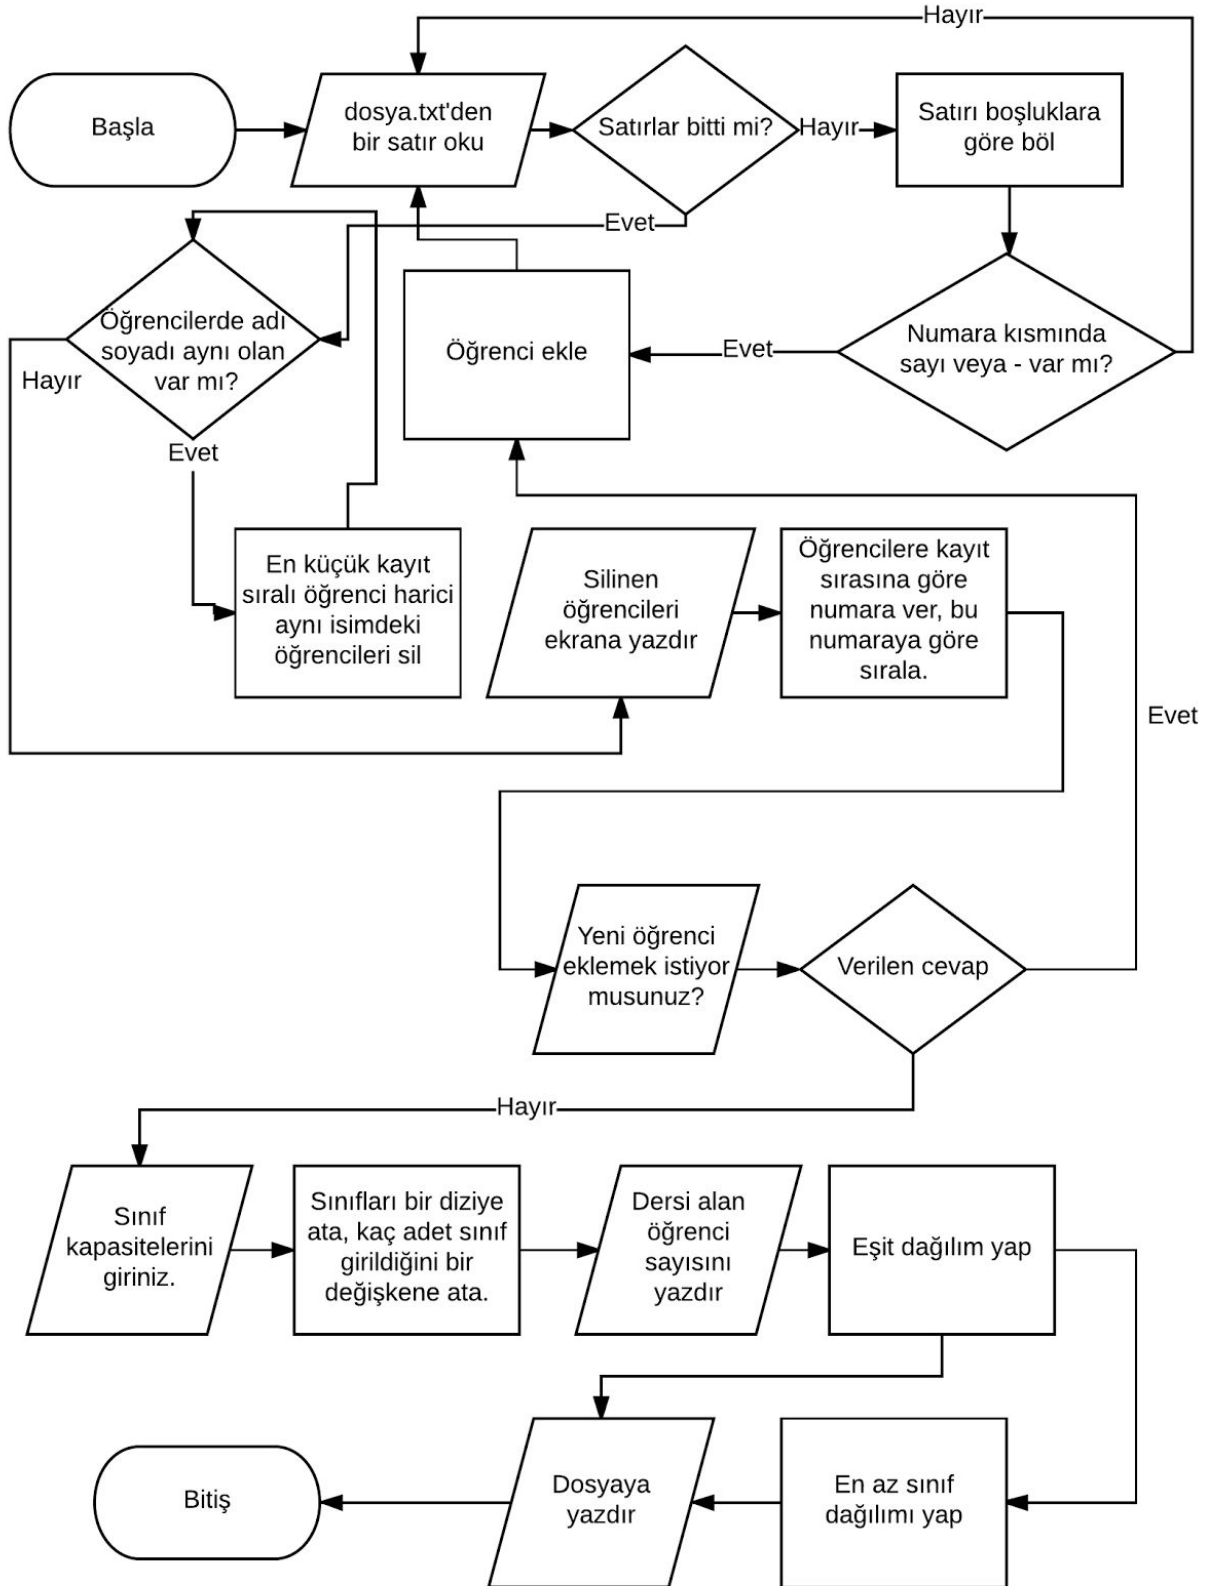 Hayır
Başla
dosya.txt'den
bir satır oku
Satırlar bitti mi?
Hayır
Satırı boşluklara
göre böl
Evet
Öğrencilerde adı
soyadı aynı olan
var mı?
Hayır
Evet
Öğrenci ekle
Evet
Numara kısmında
sayı veya - var mı?
En küçük kayıt
sıralı öğrenci harici
aynı isimdeki
öğrencileri sil
Silinen
öğrencileri
ekrana yazdır
Öğrencilere kayıt
sırasına göre
numara ver, bu
numaraya göre
sırala.
Evet
Yeni öğrenci
eklemek istiyor
musunuz?
Verilen cevap
Hayır
Sınıf
kapasitelerini
giriniz.
Sınıfları bir diziye
ata, kaç adet sınıf
girildiğini bir
değişkene ata.
Dersi alan
öğrenci
sayısını
yazdır
Eşit dağılım yap
Bitiş
Dosyaya
yazdır
En az sınıf
dağılımı yap